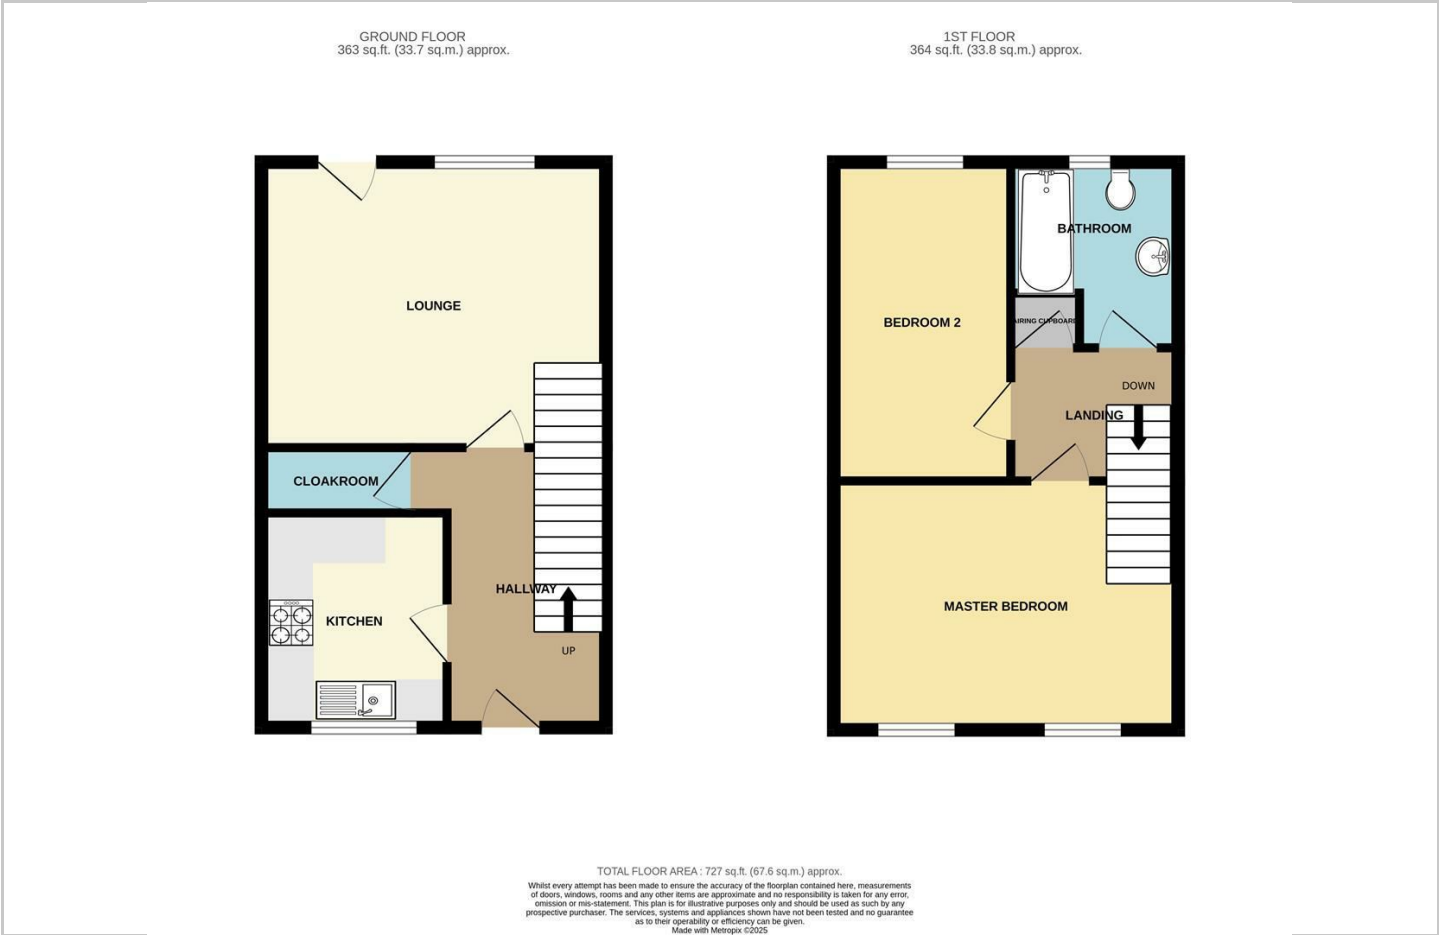 GROUND FLOOR
363 sq.ft. (33.7 sq.m.) approx.
1ST FLOOR
364 sq.ft. (33.8 sq.m.) approx.
LOUNGE
CLOAKROOM
KITCHEN
HALLWAY
UP
BATHROOM
BEDROOM 2
AIRING CUPBOARD
DOWN
LANDING
MASTER BEDROOM
TOTAL FLOOR AREA : 727 sq.ft. (67.6 sq.m.) approx.
Whilst every attempt has been made to ensure the accuracy of the floorplan contained here, measurements
of doors, windows, rooms and any other items are approximate and no responsibility is taken for any error,
omission or mis-statement. This plan is for illustrative purposes only and should be used as such by any
prospective purchaser. The services, systems and appliances shown have not been tested and no guarantee
as to their operability or efficiency can be given.
Made with Metropix ©2025